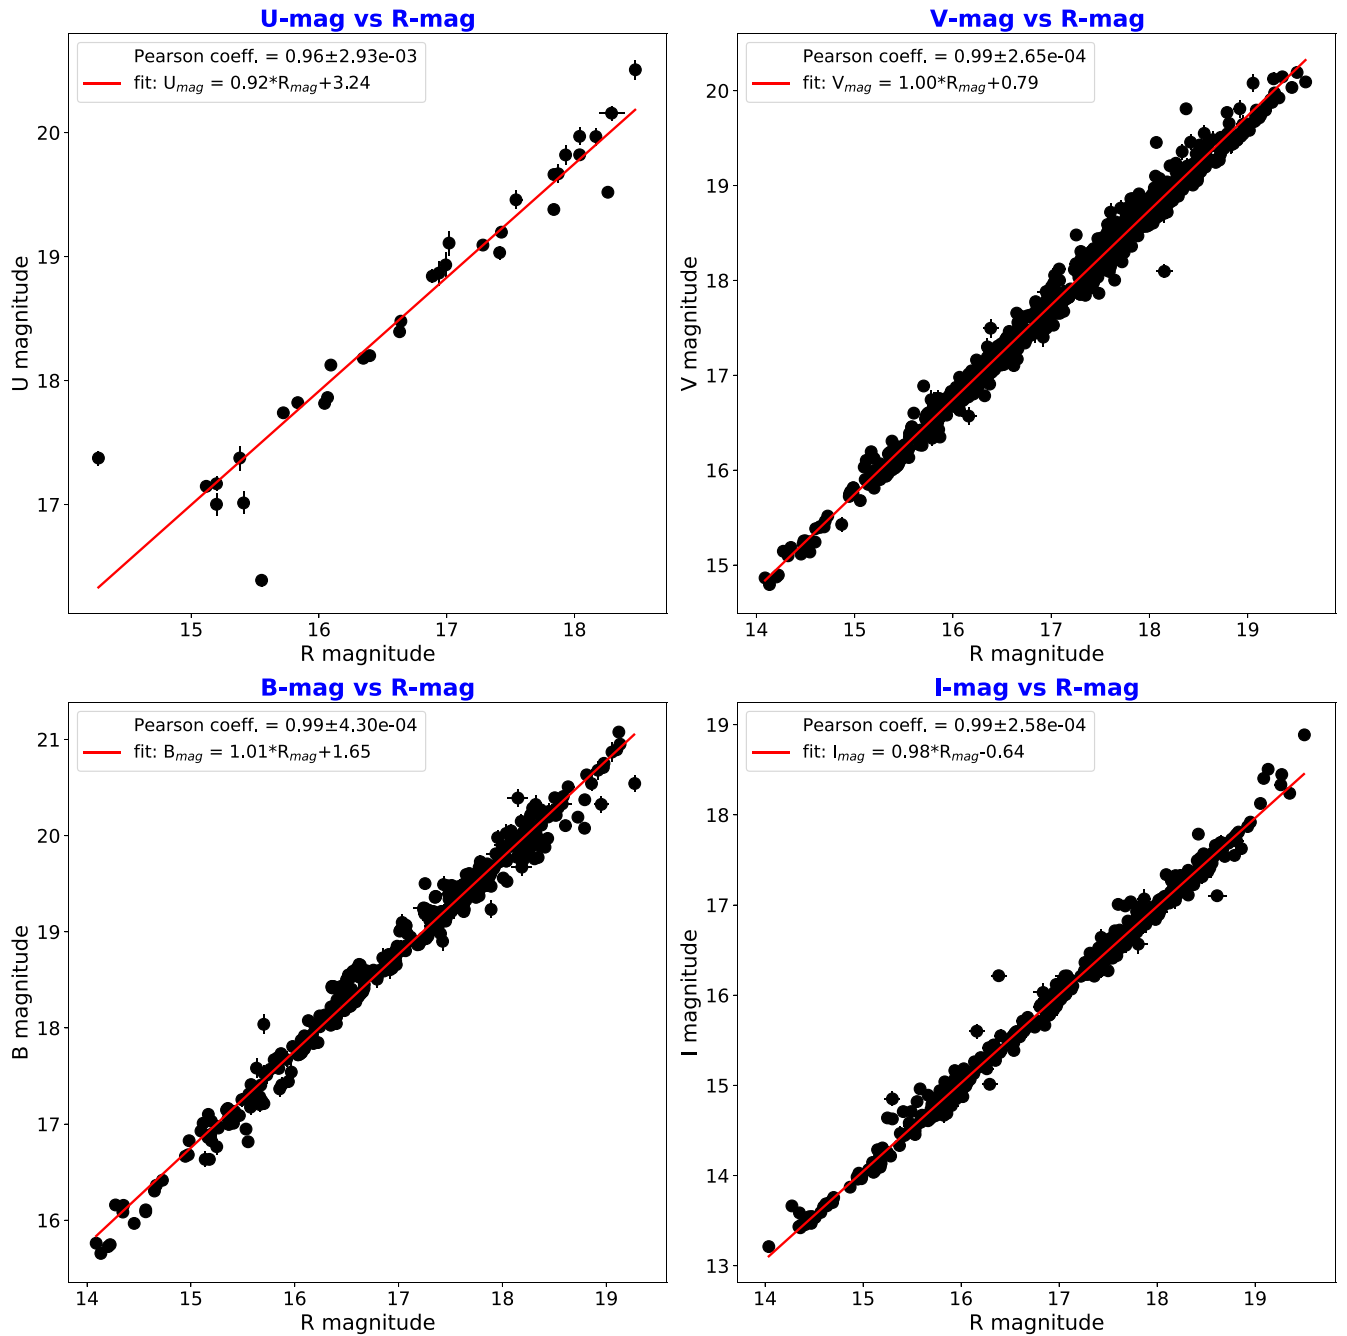 U-mag vs R-mag
Pearson coeff. = 0.96±2.93e-03
fit: U_mag = 0.92*R_mag+3.24
20
19
18
17
U magnitude
15 16 17 18
R magnitude
V-mag vs R-mag
Pearson coeff. = 0.99±2.65e-04
fit: V_mag = 1.00*R_mag+0.79
20
19
18
17
16
15
V magnitude
14 15 16 17 18 19
R magnitude
B-mag vs R-mag
Pearson coeff. = 0.99±4.30e-04
fit: B_mag = 1.01*R_mag+1.65
21
20
19
18
17
16
B magnitude
14 15 16 17 18 19
R magnitude
I-mag vs R-mag
Pearson coeff. = 0.99±2.58e-04
fit: I_mag = 0.98*R_mag-0.64
19
18
17
16
15
14
13
I magnitude
14 15 16 17 18 19
R magnitude